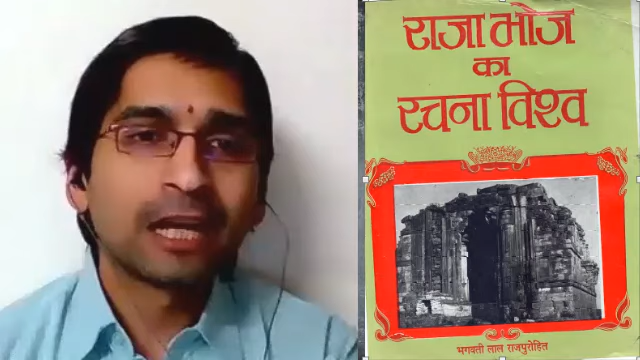 राजा भोज
का
रचना विश्व
भगवती लाल राजपुरोहित